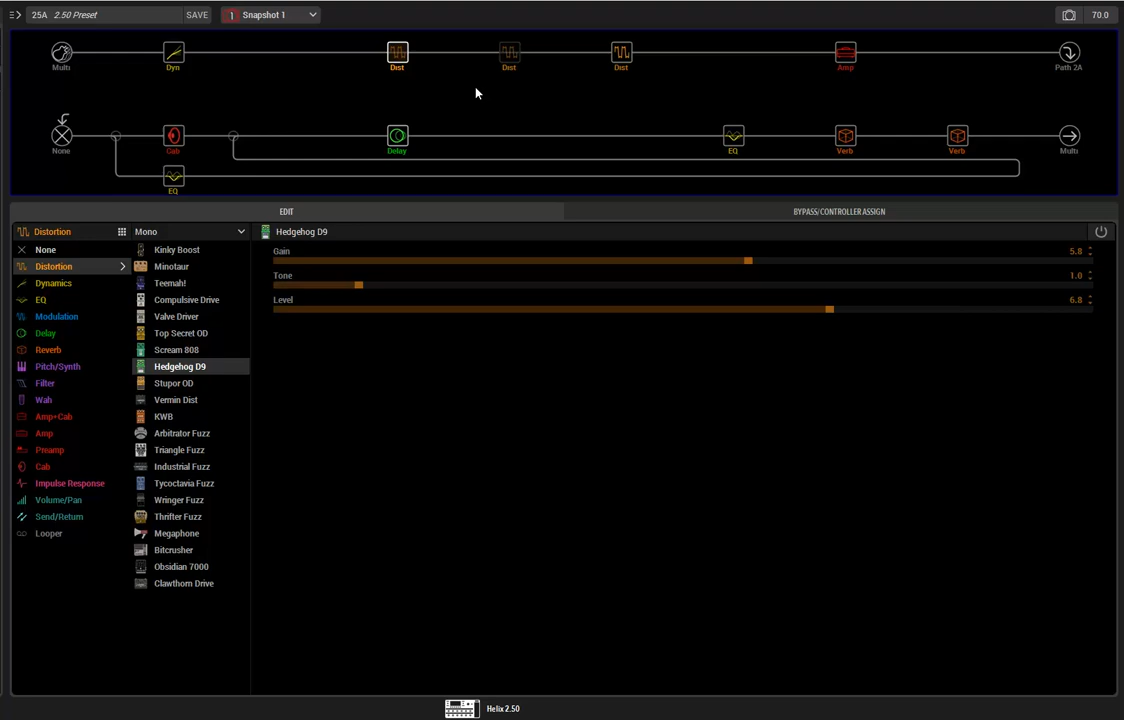 25A 2.50 Preset SAVE 1 Snapshot 1 70.0
Multi Dyn Dist Dist Dist Amp Path 2A
None Cab Delay EQ Verb Verb Multi
EQ
EDIT BYPASS/CONTROLLER ASSIGN
Distortion Mono Hedgehog D9
None Kinky Boost Gain 5.8
Distortion Minotaur
Dynamics Teemah! Tone 1.0
EQ Compulsive Drive Level 6.8
Modulation Valve Driver
Delay Top Secret OD
Reverb Scream 808
Pitch/Synth Hedgehog D9
Filter Stupor OD
Wah Vermin Dist
Amp+Cab KWB
Amp Arbitrator Fuzz
Preamp Triangle Fuzz
Cab Industrial Fuzz
Impulse Response Tycoctavia Fuzz
Volume/Pan Wringer Fuzz
Send/Return Thrifter Fuzz
Looper Megaphone
Bitcrusher
Obsidian 7000
Clawthorn Drive
Helix 2.50